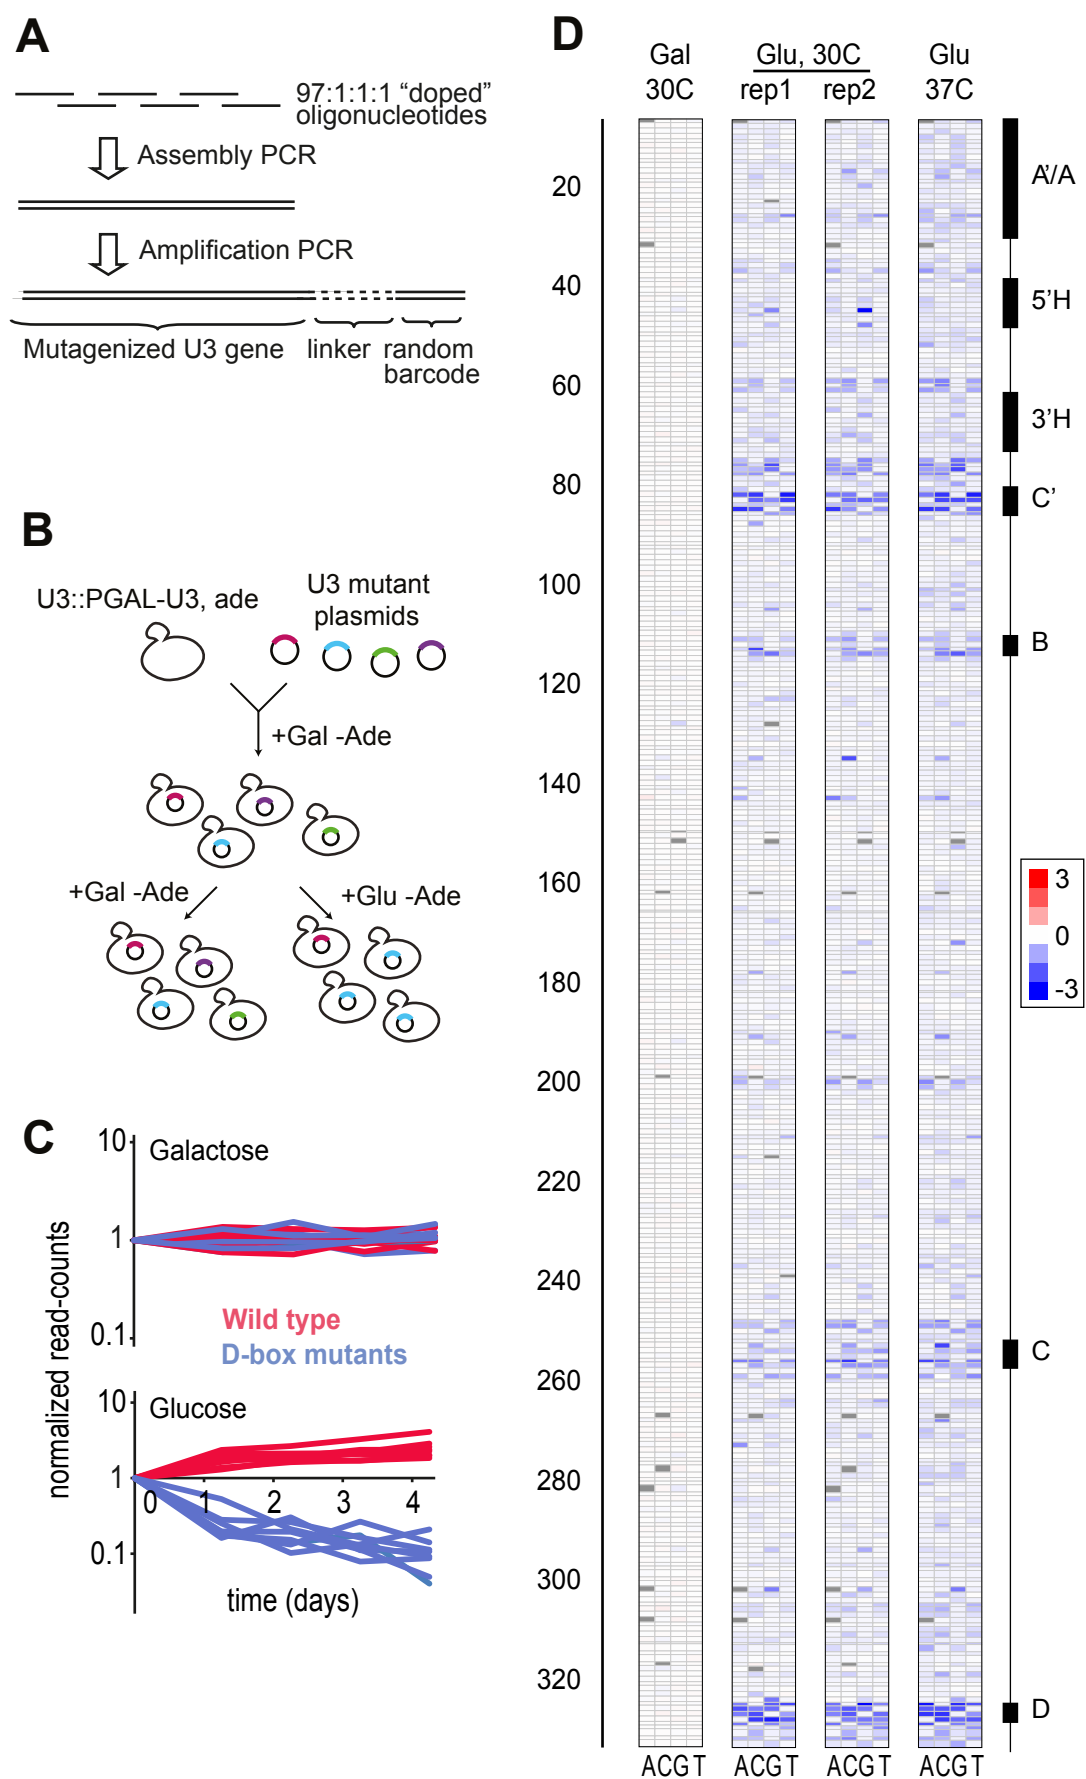 A
97:1:1:1 “doped”
oligonucleotides
Assembly PCR
Amplification PCR
Mutagenized U3 gene
linker
random
barcode
B
U3::PGAL-U3, ade
U3 mutant
plasmids
+Gal -Ade
+Gal -Ade
+Glu -Ade
C
normalized read-counts
10
Galactose
1
0.1
Wild type
D-box mutants
10
Glucose
1
0 1 2 3 4
0.1
time (days)
D
Gal
30C
Glu, 30C
rep1
rep2
Glu
37C
20
40
60
80
100
120
140
160
180
200
220
240
260
280
300
320
ACGT
ACGT
ACGT
ACGT
A'/A
5'H
3'H
C'
B
C
D
3
0
-3